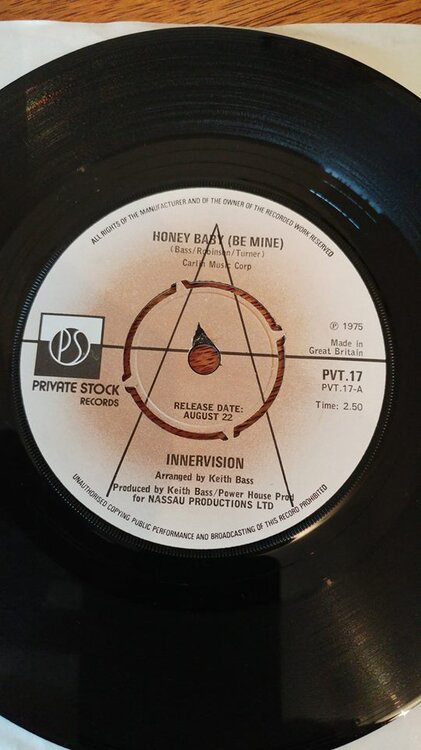 ALL RIGHTS OF THE MANUFACTURER AND OF THE OWNER OF THE RECORDED WORK RESERVED
HONEY BABY (BE MINE)
(Bass/Robinson/Turner)
Carlin Music Corp
A
℗ 1975
Made in
Great Britain
PS
PRIVATE STOCK
RECORDS
PVT.17
PVT.17-A
Time: 2.50
RELEASE DATE:
AUGUST 22
INNERVISION
Arranged by Keith Bass
Produced by Keith Bass/Power House Prod
for NASSAU PRODUCTIONS LTD
UNAUTHORISED COPYING PUBLIC PERFORMANCE AND BROADCASTING OF THIS RECORD PROHIBITED